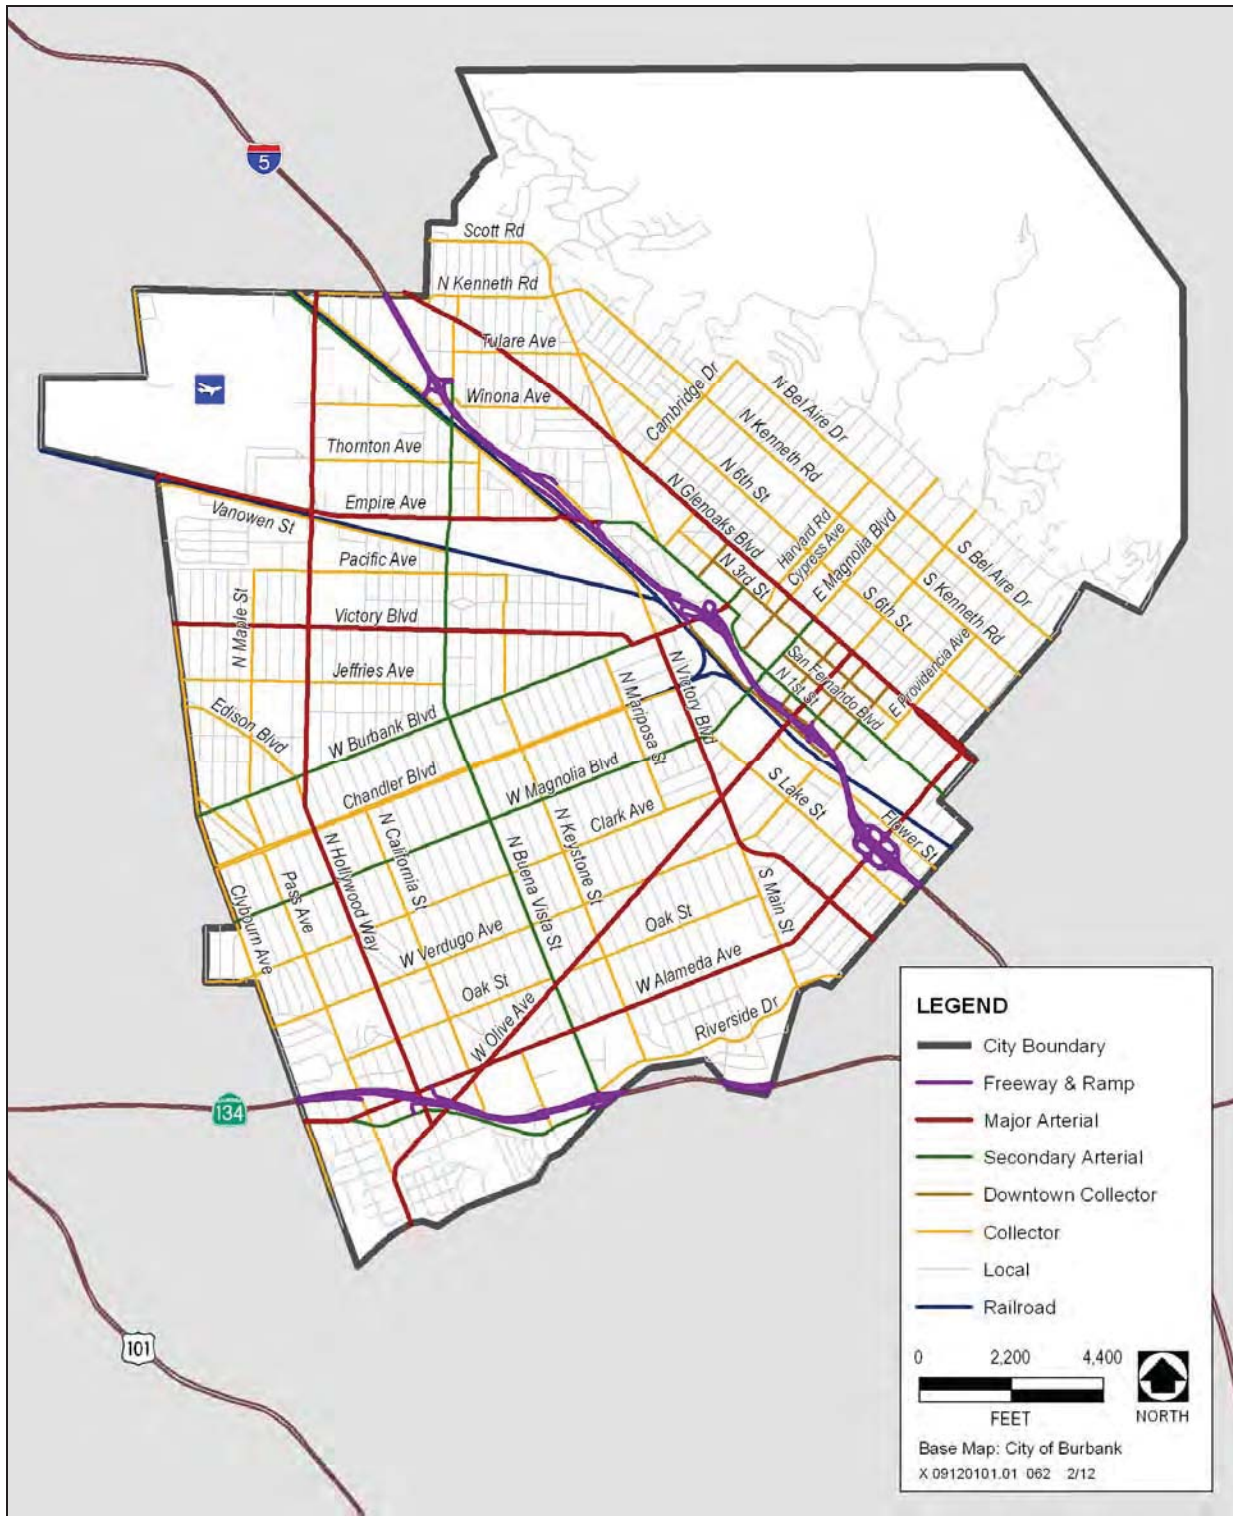 5
Scott Rd
N Kenneth Rd
Tulare Ave
Winona Ave
Cambridge Dr
N Bel Aire Dr
N Kenneth Rd
Thornton Ave
N 6th St
N Glenoaks Blvd
Empire Ave
Vanowen St
Harvard Rd
Cypress Ave
E Magnolia Blvd
N 3rd St
S Bel Aire Dr
Pacific Ave
S Kenneth Rd
S 6th St
N Maple St
Victory Blvd
E Providencia Ave
Jeffries Ave
San Fernando Blvd
N 1st St
N Victory Blvd
N Mariposa St
Edison Blvd
W Burbank Blvd
Chandler Blvd
W Magnolia Blvd
S Lake St
Flower St
Clark Ave
N Keystone St
N California St
N Hollywood Way
N Buena Vista St
Pass Ave
Clybourn Ave
S Main St
Oak St
W Verdugo Ave
W Alameda Ave
Oak St
W Olive Ave
Riverside Dr
134
101
LEGEND
City Boundary
Freeway & Ramp
Major Arterial
Secondary Arterial
Downtown Collector
Collector
Local
Railroad
0 2,200 4,400
FEET
NORTH
Base Map: City of Burbank
X 09120101.01 062 2/12